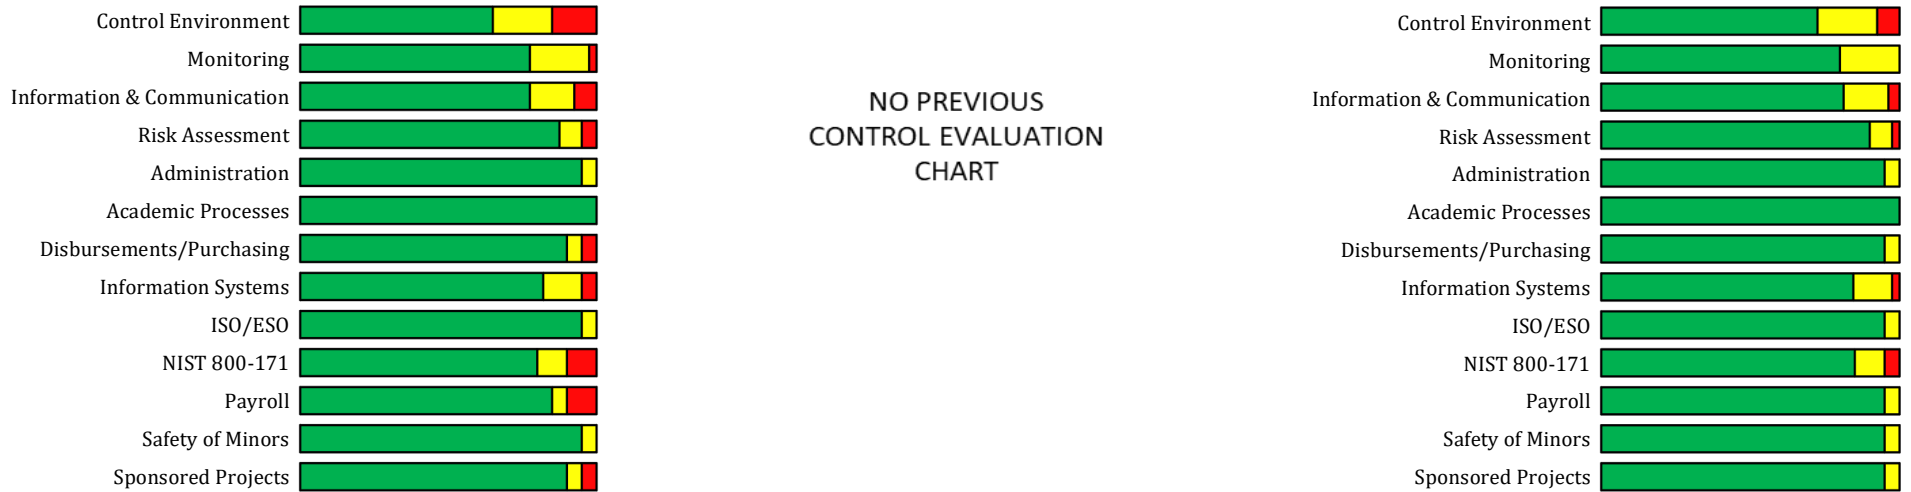 Control Environment
Monitoring
Information & Communication
Risk Assessment
Administration
Academic Processes
Disbursements/Purchasing
Information Systems
ISO/ESO
NIST 800-171
Payroll
Safety of Minors
Sponsored Projects
NO PREVIOUS
CONTROL EVALUATION
CHART
Control Environment
Monitoring
Information & Communication
Risk Assessment
Administration
Academic Processes
Disbursements/Purchasing
Information Systems
ISO/ESO
NIST 800-171
Payroll
Safety of Minors
Sponsored Projects